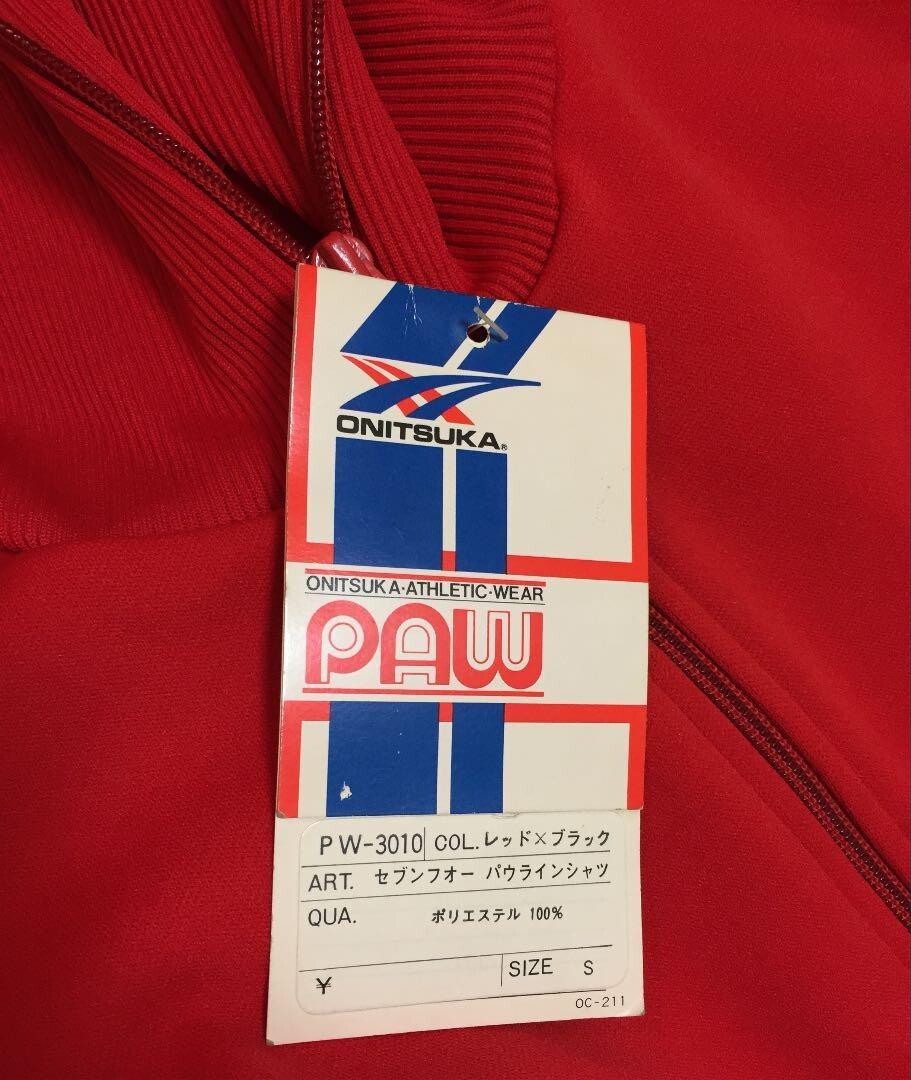 ONITSUKA®
ONITSUKA·ATHLETIC·WEAR
PAW
PW-3010 COL. レッド×ブラック
ART. セブンフオー パウラインシャツ
QUA. ポリエステル 100%
¥ SIZE S
OC-211